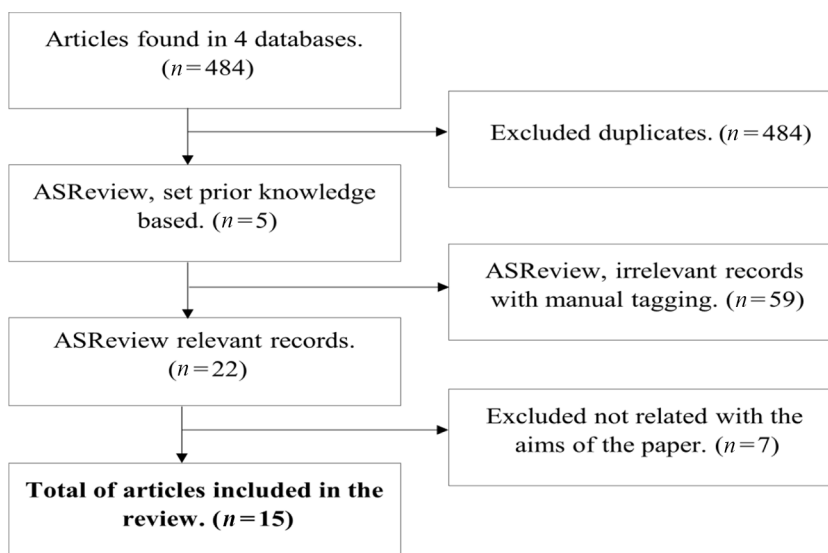 Articles found in 4 databases.
(n=484)
Excluded duplicates. (n=484)
ASReview, set prior knowledge
based. (n=5)
ASReview, irrelevant records
with manual tagging. (n=59)
ASReview relevant records.
(n=22)
Excluded not related with the
aims of the paper. (n=7)
Total of articles included in the
review. (n=15)